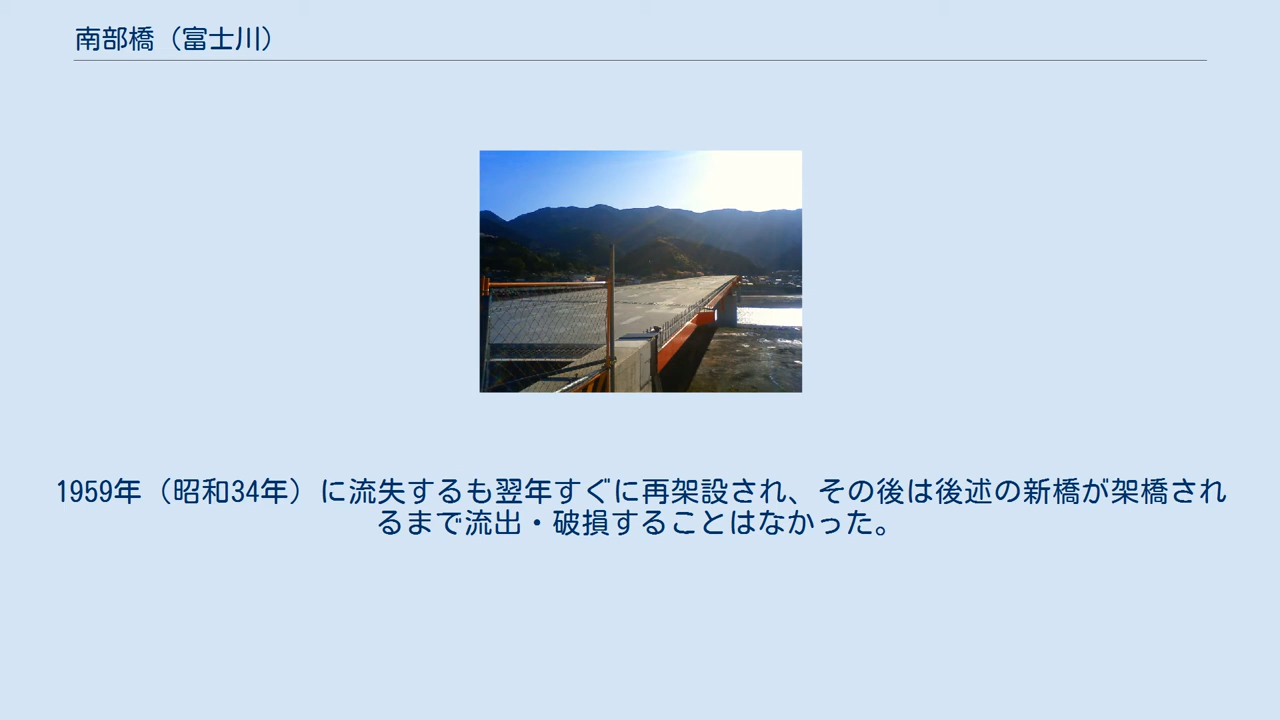 南部橋（富士川）
1959年（昭和34年）に流失するも翌年すぐに再架設され、その後は後述の新橋が架橋され
るまで流出・破損することはなかった。